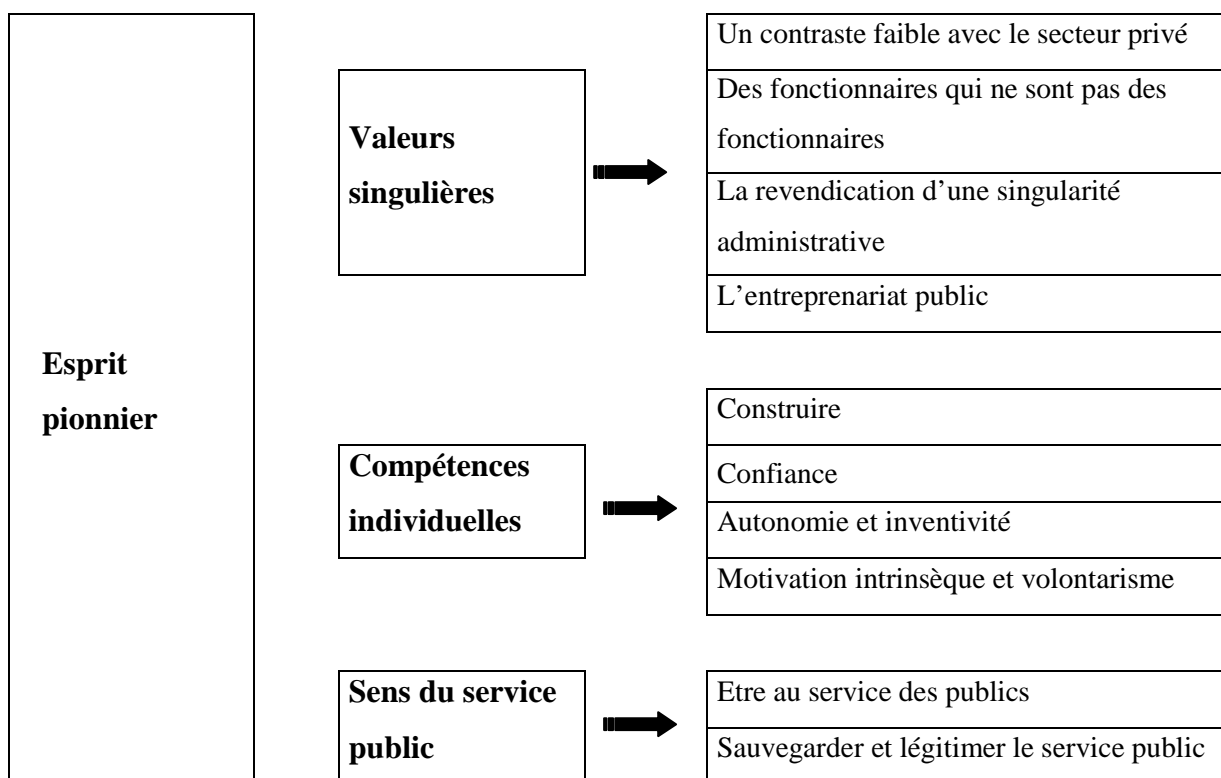 Esprit
pionnier
Valeurs
singulières
Un contraste faible avec le secteur privé
Des fonctionnaires qui ne sont pas des
fonctionnaires
La revendication d’une singularité
administrative
L’entreprenariat public
Compétences
individuelles
Construire
Confiance
Autonomie et inventivité
Motivation intrinsèque et volontarisme
Sens du service
public
Etre au service des publics
Sauvegarder et légitimer le service public